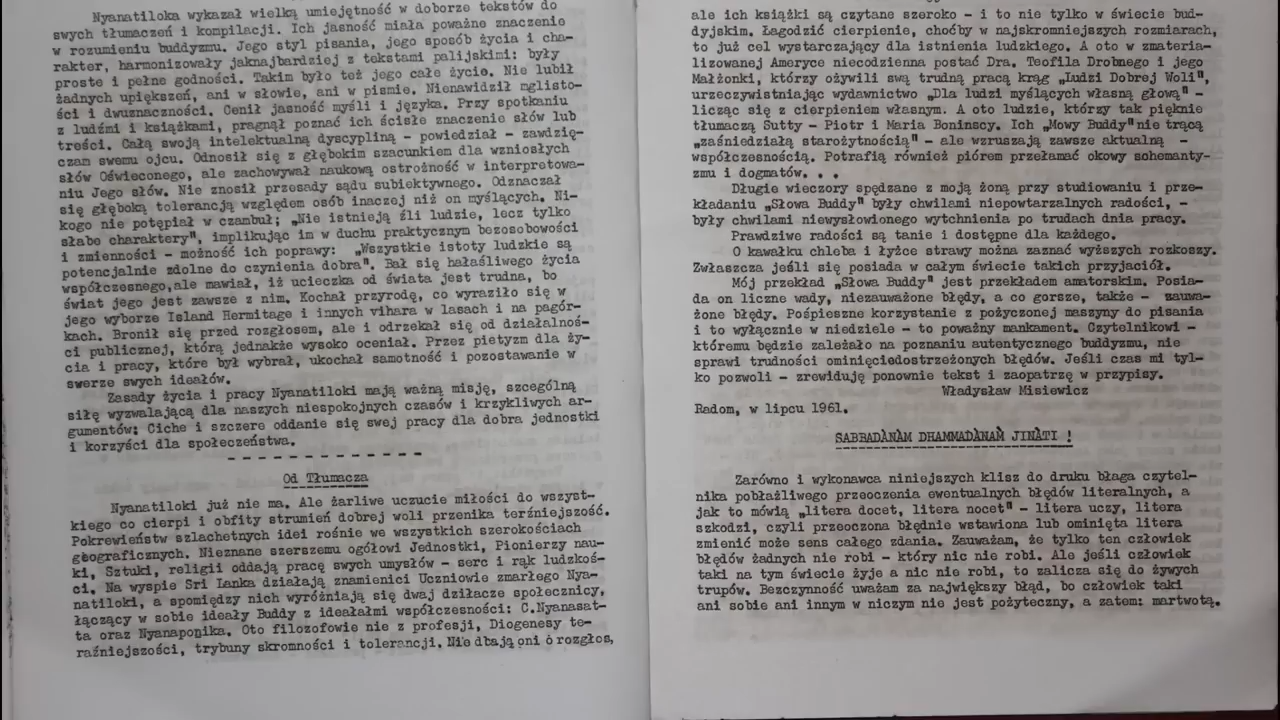 Nyanatiloka wykazał wielką umiejętność w doborze tekstów do
swych tłumaczeń i kompilacji. Ich jasność miała poważne znaczenie
w rozumieniu buddyzmu. Jego styl pisania, jego sposób życia i cha-
rakter, harmonizowały jaknajbardziej z tekstami palijskimi: były
proste i pełne godności. Takim było też jego całe życie. Nie lubił
żadnych upiększeń, ani w słowie, ani w piśmie. Nienawidził mglisto-
ści i dwuznaczności. Cenił jasność myśli i języka. Przy spotkaniu
z ludźmi i książkami, pragnął poznać ich ścisłe znaczenie słów lub
treści. Całą swoją intelektualną dyscypliną - powiedział - zawdzię-
czam swemu ojcu. Odnosił się z głębokim szacunkiem dla wzniosłych
słów Oświeconego, ale zachowywał naukową ostrożność w interpretowa-
niu Jego słów. Nie znosił przesady sądu subiektywnego. Odznaczał
się głęboką tolerancją względem osób inaczej niż on myślących. Ni-
kogo nie potępiał w czambuł; „Nie istnieją źli ludzie, lecz tylko
słabe charaktery", implikując im w duchu praktycznym bezosobowości
i zmienności - możność ich poprawy: „Wszystkie istoty ludzkie są
potencjalnie zdolne do czynienia dobra". Bał się hałaśliwego życia
współczesnego,ale mawiał, iż ucieczka od świata jest trudna, bo
świat jego jest zawsze z nim. Kochał przyrodę, co wyraziło się w
jego wyborze Island Hermitage i innych vihara w lasach i na pagór-
kach. Bronił się przed rozgłosem, ale i odrzekał się od działalnoś-
ci publicznej, którą jednakże wysoko oceniał. Przez pietyzm dla ży-
cia i pracy, które był wybrał, ukochał samotność i pozostawanie w
swerze swych ideałów.
Zasady życia i pracy Nyanatiloki mają ważną misję, szcególną
siłę wyzwalającą dla naszych niespokojnych czasów i krzykliwych ar-
gumentów: Ciche i szczere oddanie się swej pracy dla dobra jednostki
i korzyści dla społeczeństwa.
Od Tłumacza
Nyanatiloki już nie ma. Ale żarliwe uczucie miłości do wszyst-
kiego co cierpi i obfity strumień dobrej woli przenika terźniejszość.
Pokrewieństw szlachetnych idei rośnie we wszystkich szerokościach
geograficznych. Nieznane szerszemu ogółowi Jednostki, Pionierzy nau-
ki, Sztuki, religii oddają pracę swych umysłów - serc i rąk ludzkoś-
ci. Na wyspie Sri Lanka działają znamienici Uczniowie zmarłego Nya-
natiloki, a spomiędzy nich wyróżniają się dwaj dziłacze społecznicy,
łączący w sobie ideały Buddy z ideałałmi współczesności: C.Nyanasat-
ta oraz Nyanaponika. Oto filozofowie nie z profesji, Diogenesy te-
raźniejszości, trybuny skromności i tolerancji. Nie dbają oni o rozgłos,
ale ich książki są czytane szeroko - i to nie tylko w świecie bud-
dyjskim. Łagodzić cierpienie, choćby w najskromniejszych rozmiarach,
to już cel wystarczający dla istnienia ludzkiego. A oto w zmateria-
lizowanej Ameryce niecodzienna postać Dra. Teofila Drobnego i jego
Małżonki, którzy ożywili swą trudną pracą krąg „Ludzi Dobrej Woli",
urzeczywistniając wydawnictwo „Dla ludzi myślących własną głową" -
licząc się z cierpieniem własnym. A oto ludzie, którzy tak pięknie
tłumaczą Sutty - Piotr i Maria Boninscy. Ich „Mowy Buddy"nie trącą
„zaśniedziałą starożytnością" - ale wzruszają zawsze aktualną -
współczesnością. Potrafią również piórem przełamać okowy schemanty-
zmu i dogmatów. . .
Długie wieczory spędzane z moją żoną przy studiowaniu i prze-
kładaniu „Słowa Buddy" były chwilami niepowtarzalnych radości, -
były chwilami niewysłowionego wytchnienia po trudach dnia pracy.
Prawdziwe radości są tanie i dostępne dla każdego.
O kawałku chleba i łyżce strawy można zaznać wyższych rozkoszy.
Zwłaszcza jeśli się posiada w całym świecie takich przyjaciół.
Mój przekład „Słowa Buddy" jest przekładem amatorskim. Posia-
da on liczne wady, niezauważone błędy, a co gorsze, także - zauwa-
żone błędy. Pośpieszne korzystanie z pożyczonej maszyny do pisania
i to wyłącznie w niedziele - to poważny mankament. Czytelnikowi -
któremu będzie zależało na poznaniu autentycznego buddyzmu, nie
sprawi trudności ominięciedostrzeżonych błędów. Jeśli czas mi tyl-
ko pozwoli - zrewiduję ponownie tekst i zaopatrzę w przypisy.
Władysław Misiewicz
Radom, w lipcu 1961.
SABBADÀNÀM DHAMMADÀNAM̀ JINÀTI !
Zarówno i wykonawca niniejszych klisz do druku błaga czytel-
nika pobłażliwego przeoczenia ewentualnych błędów literalnych, a
jak to mówią „litera docet, litera nocet" - litera uczy, litera
szkodzi, czyli przeoczona błędnie wstawiona lub ominięta litera
zmienić może sens całego zdania. Zauważam, że tylko ten człowiek
błędów żadnych nie robi - który nic nie robi. Ale jeśli człowiek
taki na tym świecie żyje a nic nie robi, to zalicza się do żywych
trupów. Bezczynność uważam za największy błąd, bo człowiek taki
ani sobie ani innym w niczym nie jest pożyteczny, a zatem: martwotą.